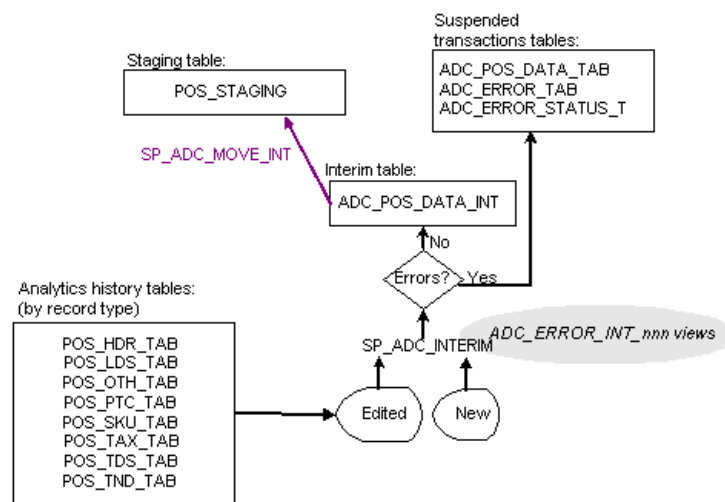 Suspended
transactions tables:
ADC_POS_DATA_TAB
ADC_ERROR_TAB
ADC_ERROR_STATUS_T
Staging table:
POS_STAGING
SP_ADC_MOVE_INT
Interim table:
ADC_POS_DATA_INT
No
Errors?
Yes
Analytics history tables:
(by record type)
POS_HDR_TAB
POS_LDS_TAB
POS_OTH_TAB
POS_PTC_TAB
POS_SKU_TAB
POS_TAX_TAB
POS_TDS_TAB
POS_TND_TAB
SP_ADC_INTERIM
ADC_ERROR_INT_nnn views
Edited
New